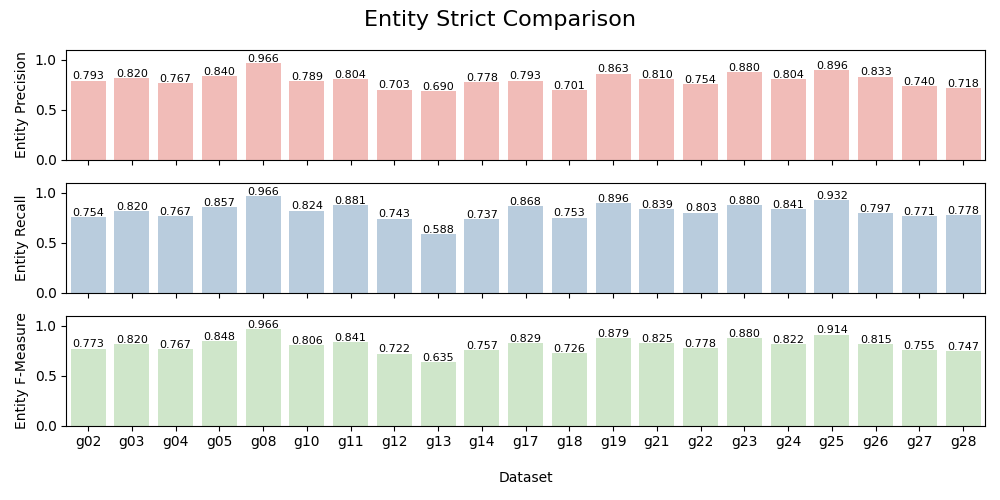 Entity Strict Comparison
Entity Precision
1.0
0.5
0.0
0.793 0.820 0.767 0.840 0.966 0.789 0.804 0.703 0.690 0.778 0.793 0.701 0.863 0.810 0.754 0.880 0.804 0.896 0.833 0.740 0.718
Entity Recall
1.0
0.5
0.0
0.754 0.820 0.767 0.857 0.966 0.824 0.881 0.743 0.588 0.737 0.868 0.753 0.896 0.839 0.803 0.880 0.841 0.932 0.797 0.771 0.778
Entity F-Measure
1.0
0.5
0.0
0.773 0.820 0.767 0.848 0.966 0.806 0.841 0.722 0.635 0.757 0.829 0.726 0.879 0.825 0.778 0.880 0.822 0.914 0.815 0.755 0.747
g02 g03 g04 g05 g08 g10 g11 g12 g13 g14 g17 g18 g19 g21 g22 g23 g24 g25 g26 g27 g28
Dataset